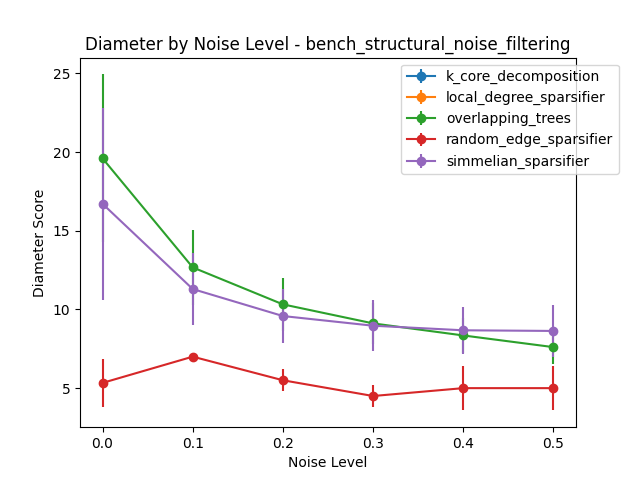 Diameter by Noise Level - bench_structural_noise_filtering
k_core_decomposition
local_degree_sparsifier
overlapping_trees
random_edge_sparsifier
simmelian_sparsifier
Diameter Score
25
20
15
10
5
0.0 0.1 0.2 0.3 0.4 0.5
Noise Level